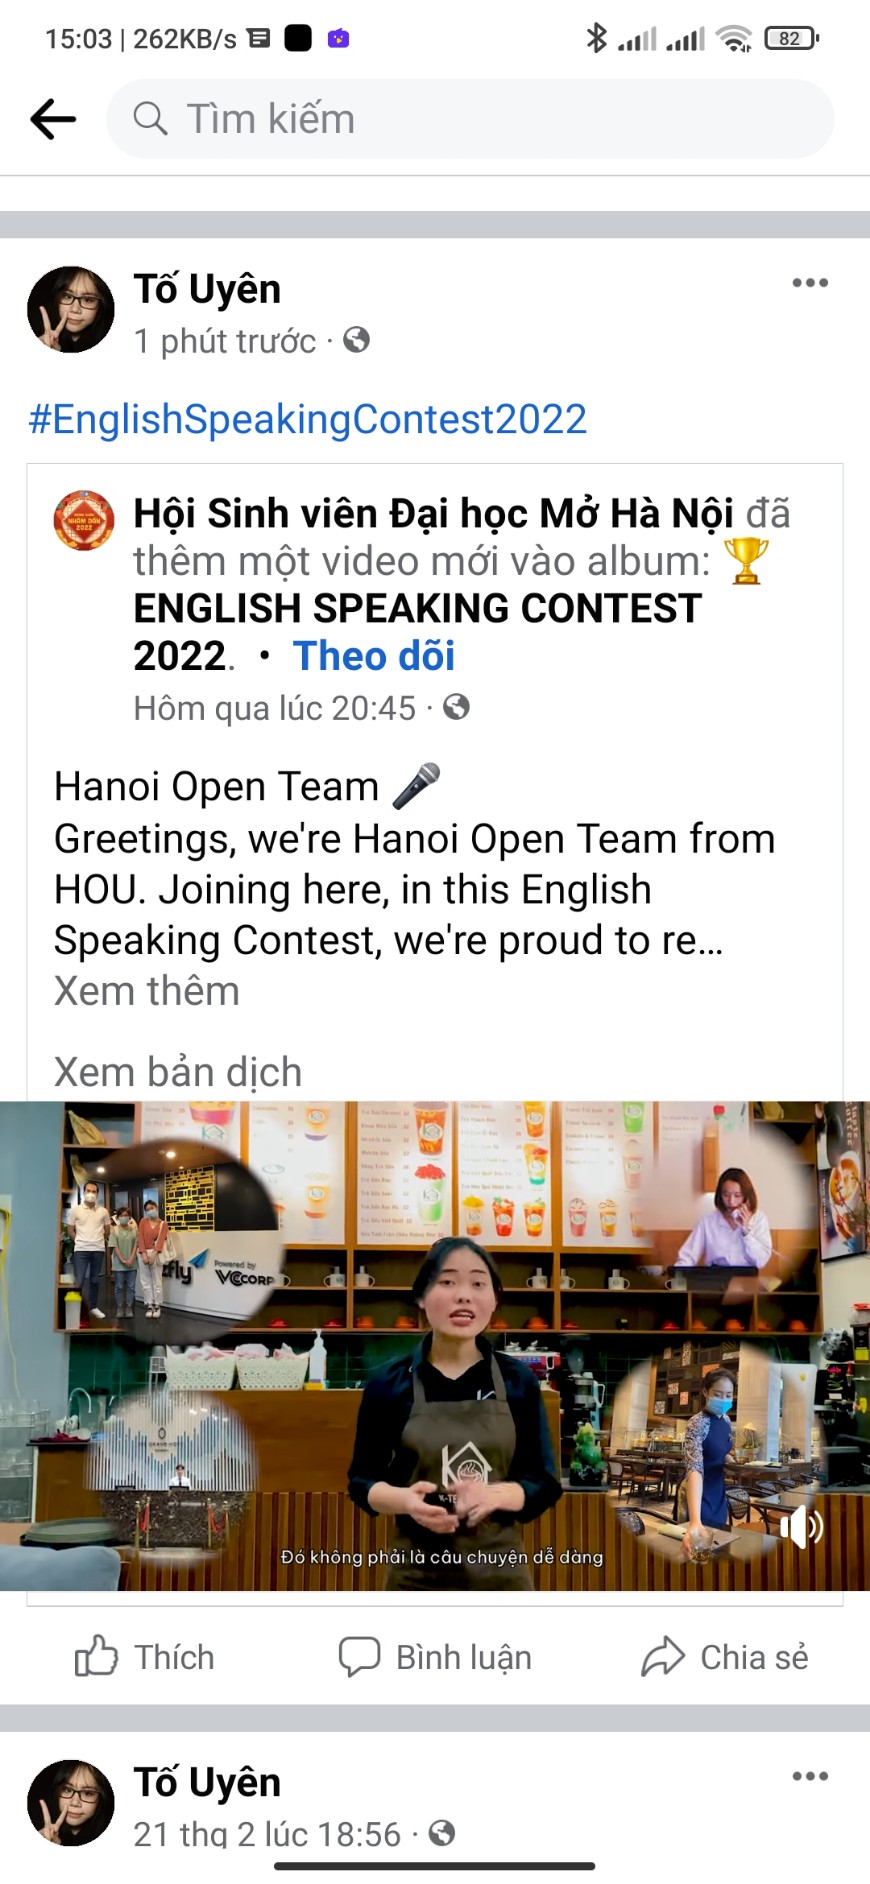 15:03 | 262KB/s
82
Tìm kiếm
Tố Uyên
1 phút trước ·
#EnglishSpeakingContest2022
Hội Sinh viên Đại học Mở Hà Nội đã
thêm một video mới vào album: 🏆
ENGLISH SPEAKING CONTEST
2022. · Theo dõi
Hôm qua lúc 20:45 ·
Hanoi Open Team 🎤
Greetings, we're Hanoi Open Team from
HOU. Joining here, in this English
Speaking Contest, we're proud to re...
Xem thêm
Xem bản dịch
Powered by
VCCORP
Đó không phải là câu chuyện dễ dàng
Thích
Bình luận
Chia sẻ
Tố Uyên
21 thg 2 lúc 18:56 ·